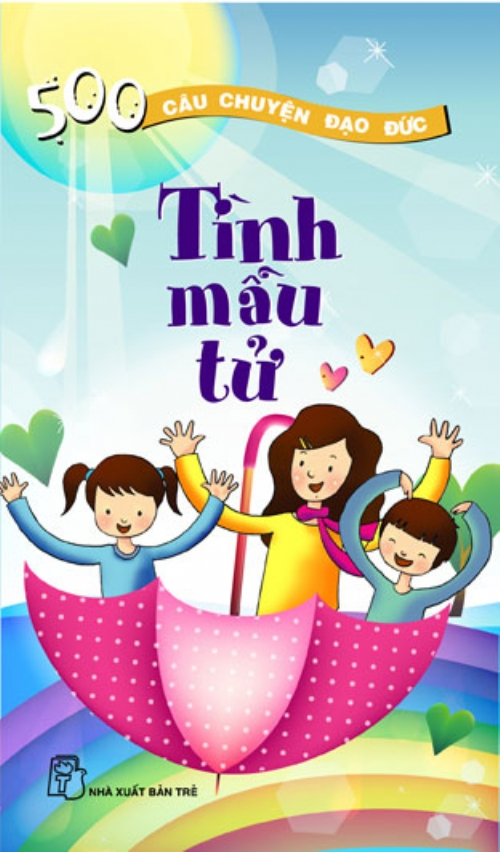 500 CÂU CHUYỆN ĐẠO ĐỨC
Tình
mẫu
tử
NHÀ XUẤT BẢN TRẺ